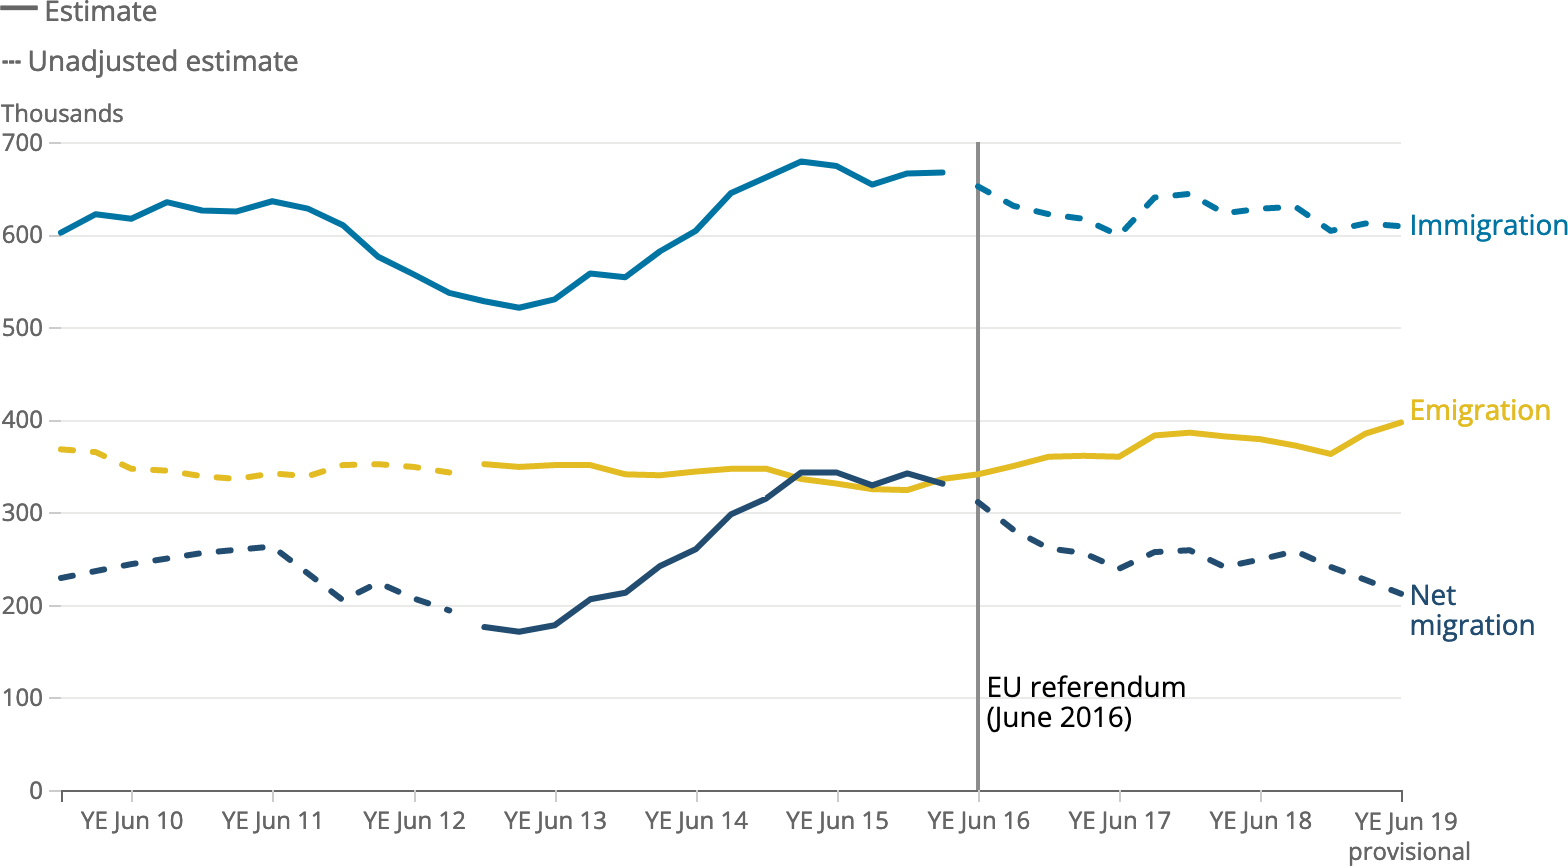 Estimate
--- Unadjusted estimate
Thousands
700
600
500
400
300
200
100
0
Immigration
Emigration
Net
migration
EU referendum
(June 2016)
YE Jun 10 YE Jun 11 YE Jun 12 YE Jun 13 YE Jun 14 YE Jun 15 YE Jun 16 YE Jun 17 YE Jun 18 YE Jun 19
provisional